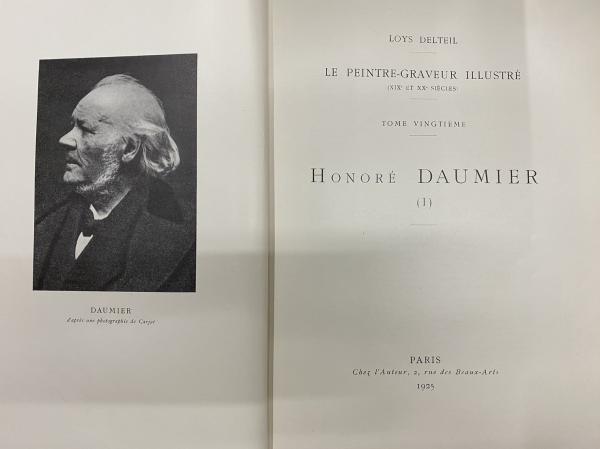 DAUMIER
d'après une photographie de Carjat
LOYS DELTEIL
LE PEINTRE-GRAVEUR ILLUSTRÉ
(XIXe ET XXe SIÈCLES)
TOME VINGTIÈME
HONORÉ DAUMIER
(I)
PARIS
Chez l'Auteur, 2, rue des Beaux-Arts
1925